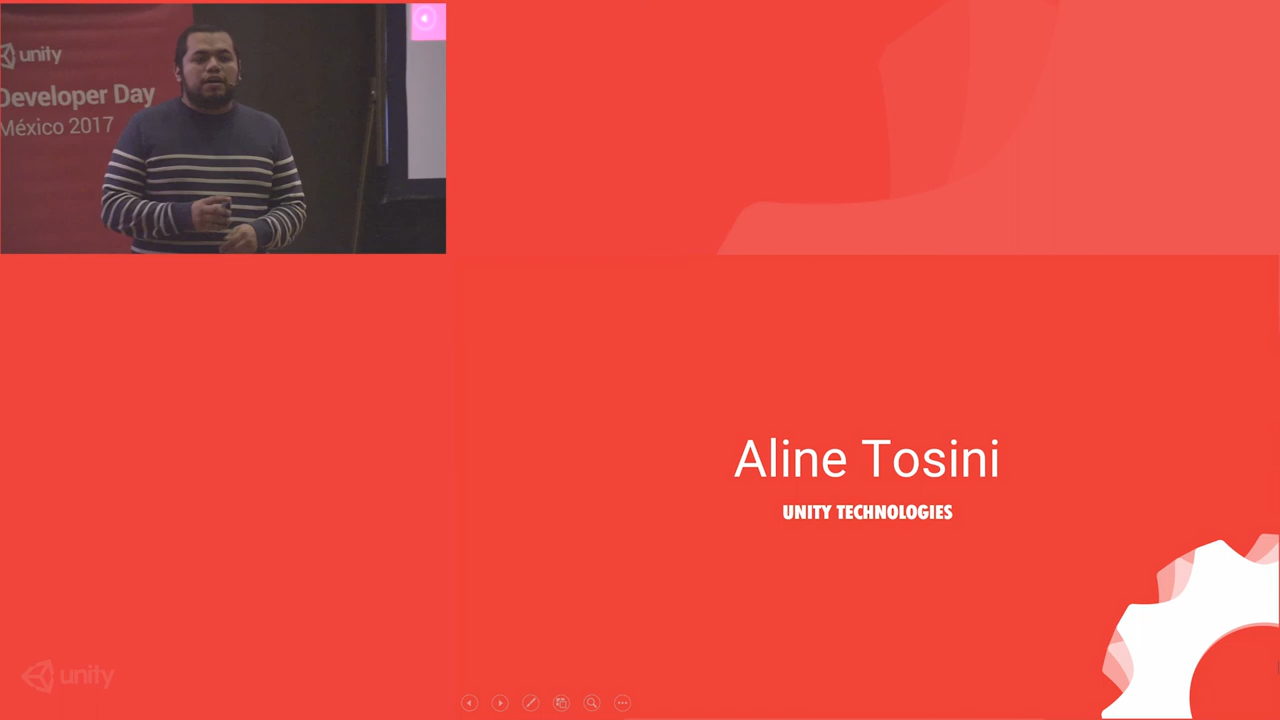 unity
Developer Day
México 2017
Aline Tosini
UNITY TECHNOLOGIES
unity